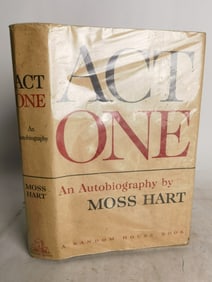 ACT
ONE
An
Autobiography
MOSS
HART
ACT
ONE
An Autobiography by
MOSS HART
A RANDOM HOUSE BOOK